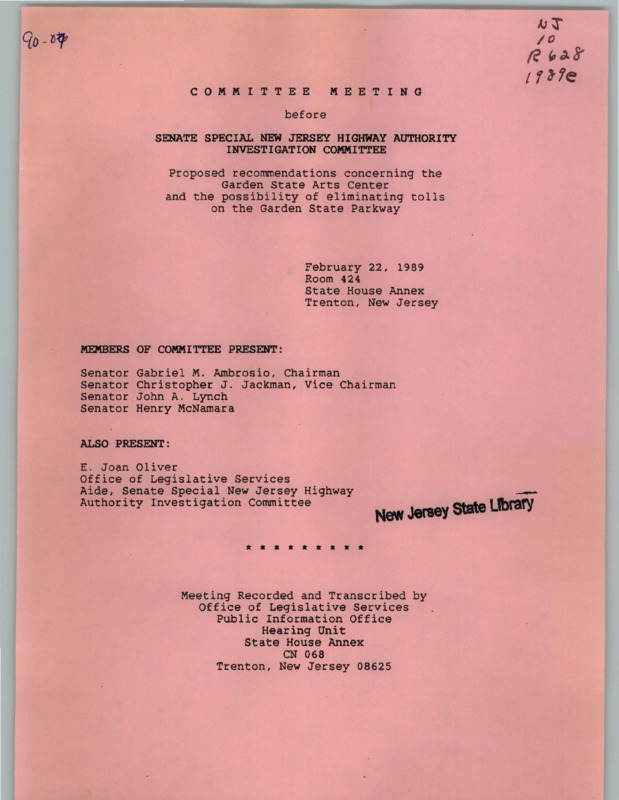 90-04
NJ
10
R628
1989e
COMMITTEE MEETING
before
SENATE SPECIAL NEW JERSEY HIGHWAY AUTHORITY
INVESTIGATION COMMITTEE
Proposed recommendations concerning the
Garden State Arts Center
and the possibility of eliminating tolls
on the Garden State Parkway
February 22, 1989
Room 424
State House Annex
Trenton, New Jersey
MEMBERS OF COMMITTEE PRESENT:
Senator Gabriel M. Ambrosio, Chairman
Senator Christopher J. Jackman, Vice Chairman
Senator John A. Lynch
Senator Henry McNamara
ALSO PRESENT:
E. Joan Oliver
Office of Legislative Services
Aide, Senate Special New Jersey Highway
Authority Investigation Committee
New Jersey State Library
* * * * * * * * *
Meeting Recorded and Transcribed by
Office of Legislative Services
Public Information Office
Hearing Unit
State House Annex
CN 068
Trenton, New Jersey 08625